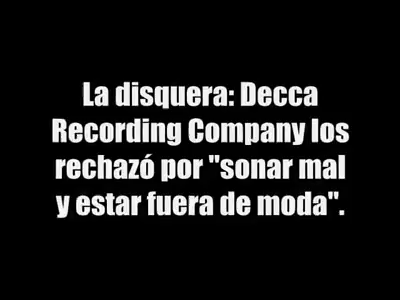 La disquera: Decca
Recording Company los
rechazó por "sonar mal
y estar fuera de moda".